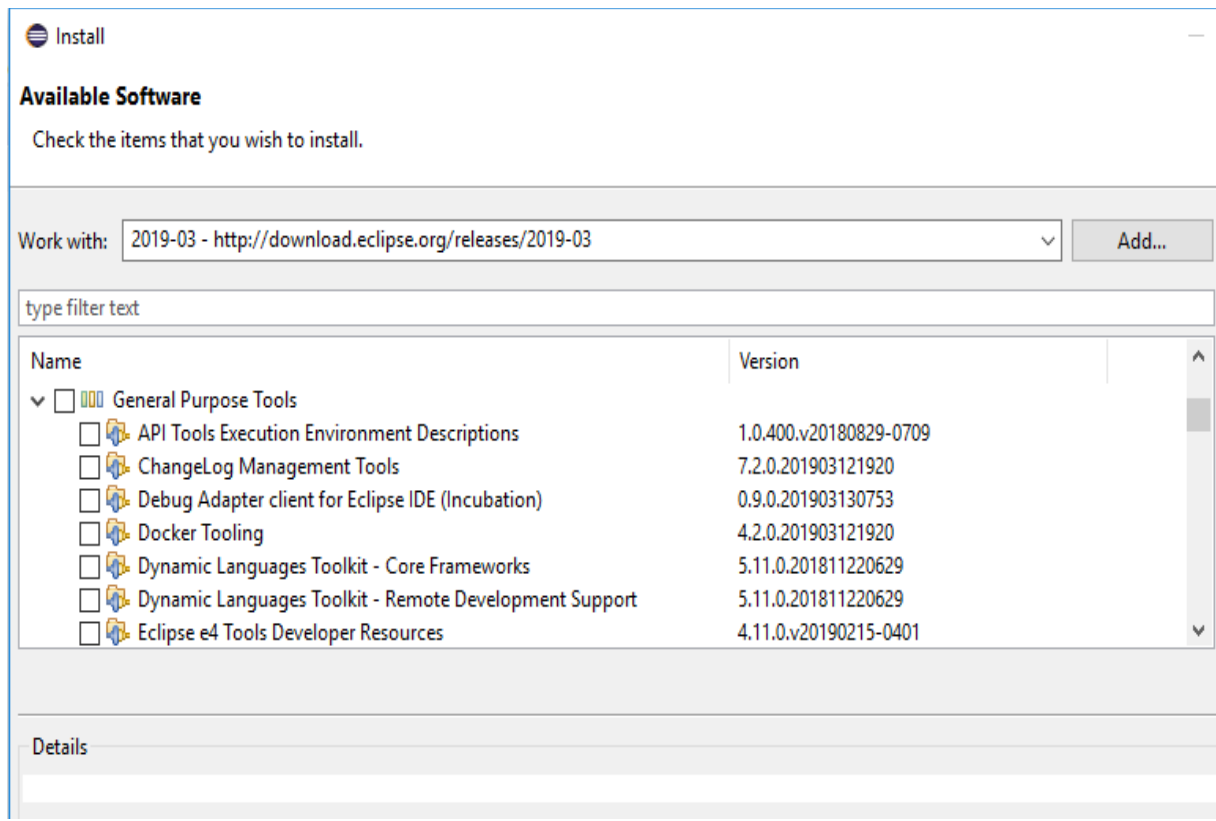 Install
Available Software
Check the items that you wish to install.
Work with: 2019-03 - http://download.eclipse.org/releases/2019-03 Add...
type filter text
Name Version
General Purpose Tools
API Tools Execution Environment Descriptions 1.0.400.v20180829-0709
ChangeLog Management Tools 7.2.0.201903121920
Debug Adapter client for Eclipse IDE (Incubation) 0.9.0.201903130753
Docker Tooling 4.2.0.201903121920
Dynamic Languages Toolkit - Core Frameworks 5.11.0.201811220629
Dynamic Languages Toolkit - Remote Development Support 5.11.0.201811220629
Eclipse e4 Tools Developer Resources 4.11.0.v20190215-0401
Details